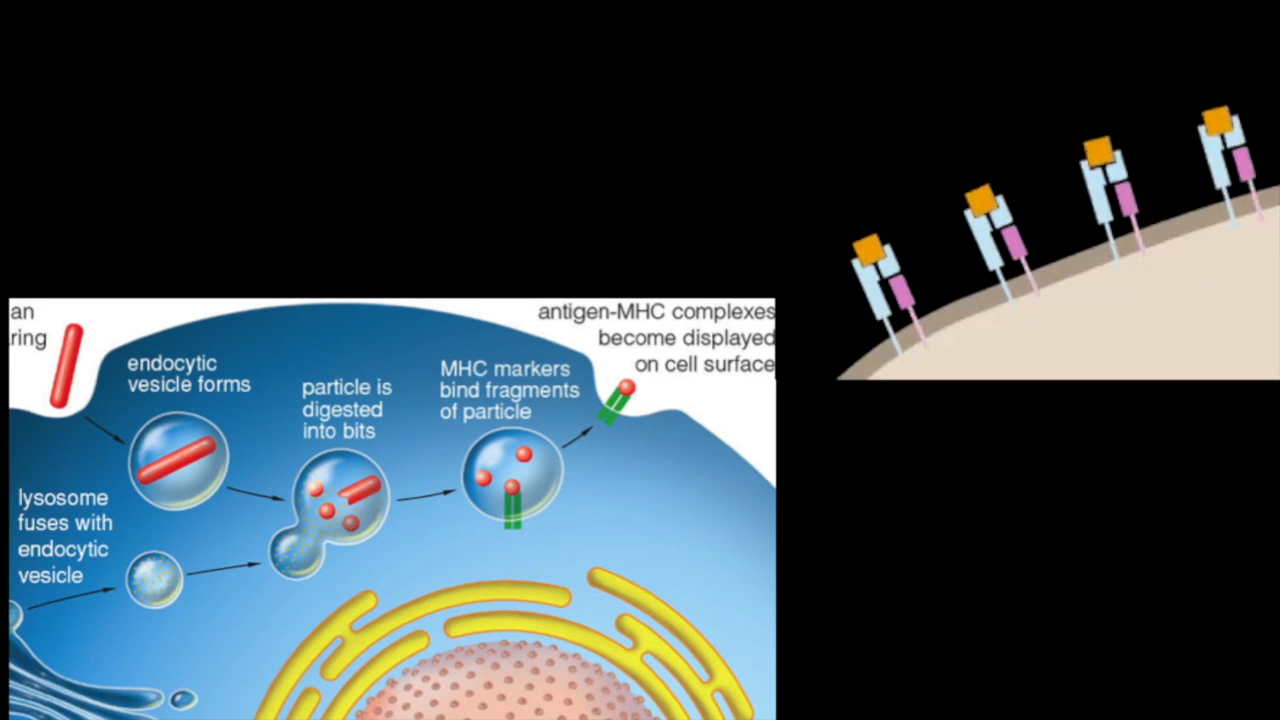 an
ring
endocytic
vesicle forms
particle is
digested
into bits
MHC markers
bind fragments
of particle
antigen-MHC complexes
become displayed
on cell surface
lysosome
fuses with
endocytic
vesicle